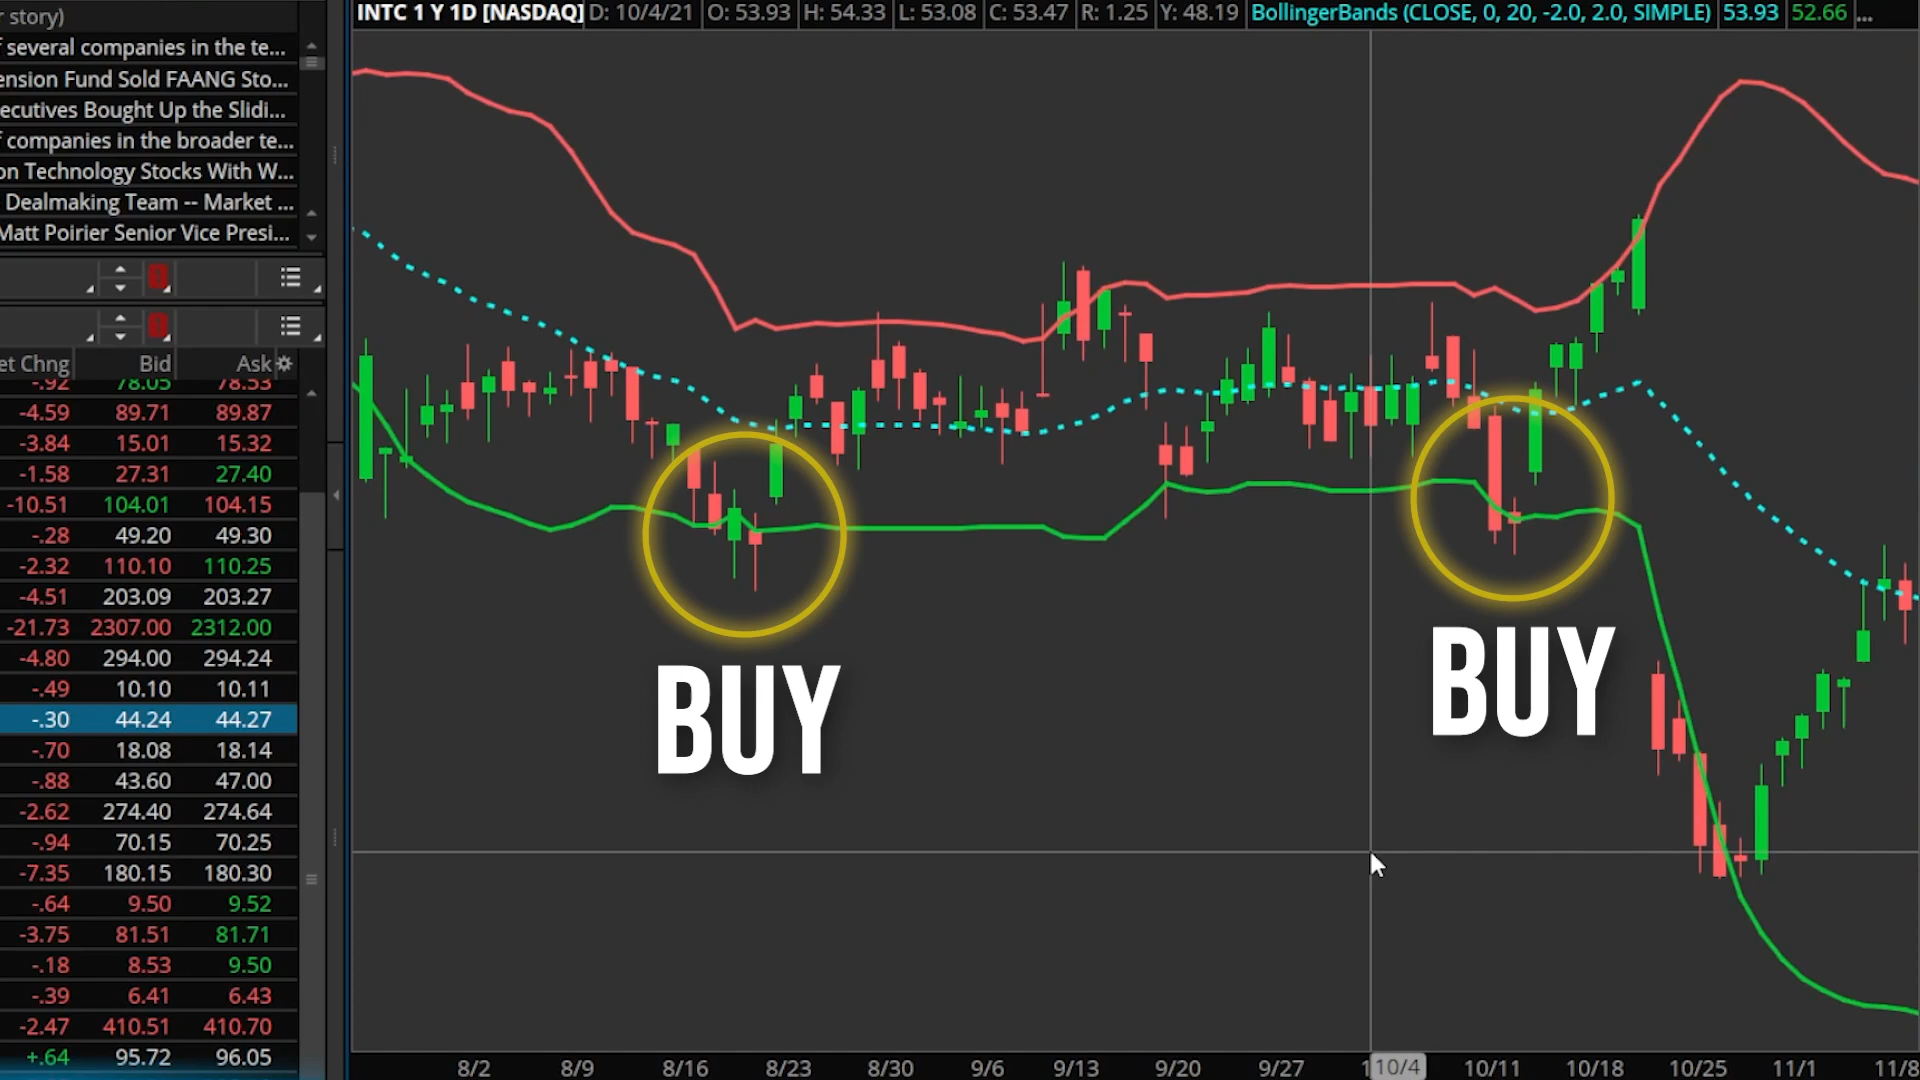 INTC 1 Y 1D [NASDAQ] D: 10/4/21 O: 53.93 H: 54.33 L: 53.08 C: 53.47 R: 1.25 Y: 48.19 BollingerBands (CLOSE, 0, 20, -2.0, 2.0, SIMPLE) 53.93 52.66 ...
r story)
f several companies in the te...
ension Fund Sold FAANG Sto...
ecutives Bought Up the Slidi...
f companies in the broader te...
on Technology Stocks With W...
Dealmaking Team -- Market ...
Matt Poirier Senior Vice Presi...
et Chng Bid Ask
-.92 78.05 78.53
-4.59 89.71 89.87
-3.84 15.01 15.32
-1.58 27.31 27.40
-10.51 104.01 104.15
-.28 49.20 49.30
-2.32 110.10 110.25
-4.51 203.09 203.27
-21.73 2307.00 2312.00
-4.80 294.00 294.24
-.49 10.10 10.11
-.30 44.24 44.27
-.70 18.08 18.14
-.88 43.60 47.00
-2.62 274.40 274.64
-.94 70.15 70.25
-7.35 180.15 180.30
-.64 9.50 9.52
-3.75 81.51 81.71
-.18 8.53 9.50
-.39 6.41 6.43
-2.47 410.51 410.70
+.64 95.72 96.05
BUY
BUY
8/2 8/9 8/16 8/23 8/30 9/6 9/13 9/20 9/27 10/4 10/11 10/18 10/25 11/1 11/8